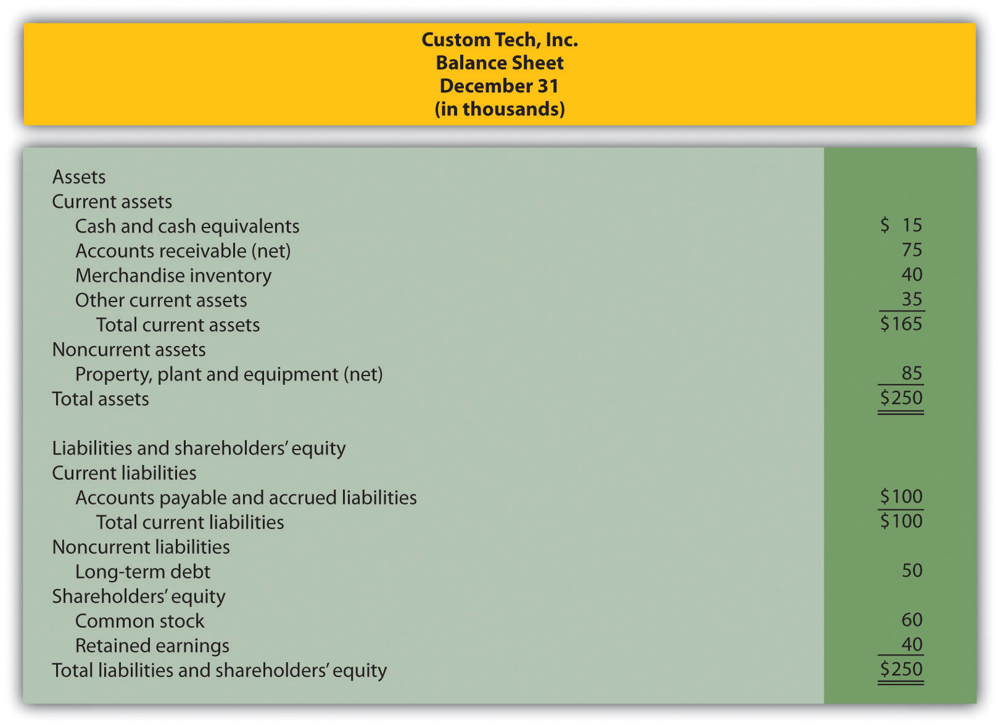 Custom Tech, Inc.
Balance Sheet
December 31
(in thousands)
Assets
Current assets
Cash and cash equivalents $ 15
Accounts receivable (net) 75
Merchandise inventory 40
Other current assets 35
Total current assets $165
Noncurrent assets
Property, plant and equipment (net) 85
Total assets $250
Liabilities and shareholders’ equity
Current liabilities
Accounts payable and accrued liabilities $100
Total current liabilities $100
Noncurrent liabilities
Long-term debt 50
Shareholders’ equity
Common stock 60
Retained earnings 40
Total liabilities and shareholders’ equity $250